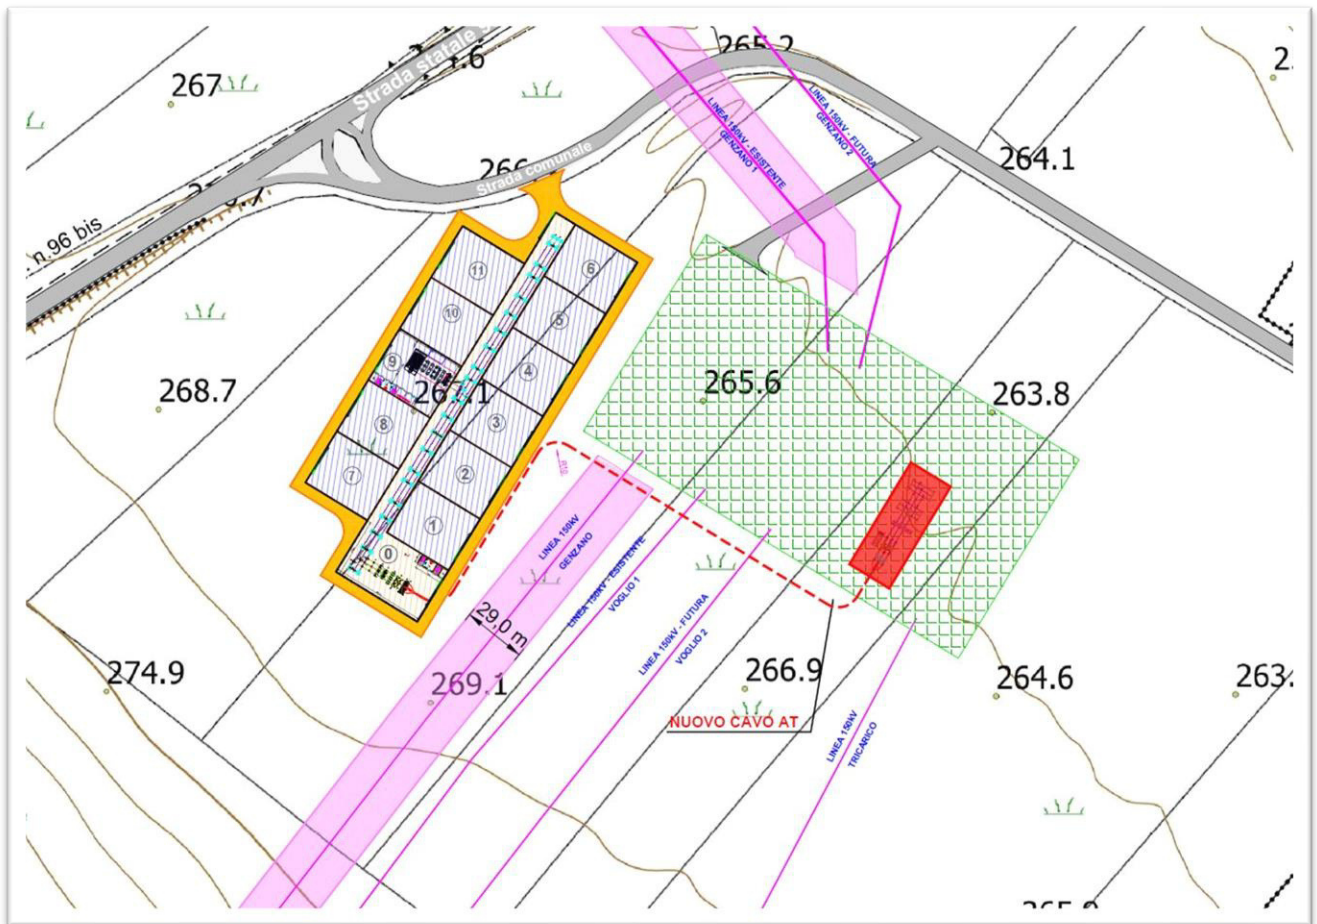 265.2
267
Strada statale
LINEA 150kV - ESISTENTE
GENZANO 1
LINEA 150kV - FUTURA
GENZANO 2
264.1
266
Strada comunale
n.96 bis
11
6
10
5
9
4
268.7
265.6
263.8
8
3
7
2
1
0
LINEA 150kV
GENZANO
LINEA 150kV - ESISTENTE
VOGLIO 1
LINEA 150kV - FUTURA
VOGLIO 2
29,0 m
274.9
269.1
266.9
264.6
263.
NUOVO CAVO AT
LINEA 150kV
TRICARICO